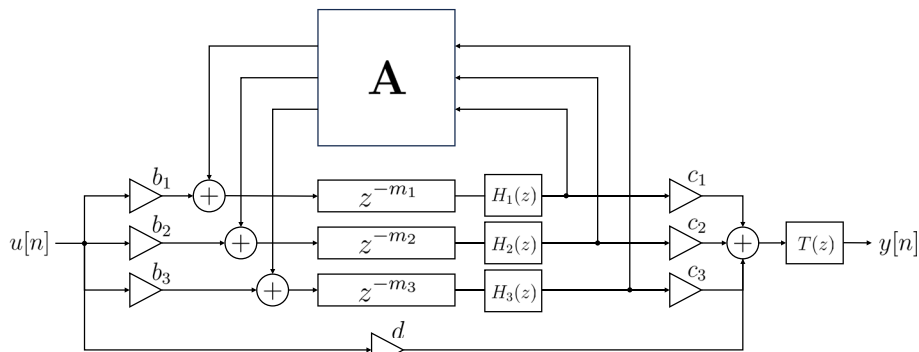 A
b₁
+
z^{-m₁}
H₁(z)
c₁
u[n]
b₂
+
z^{-m₂}
H₂(z)
c₂
+
T(z)
y[n]
b₃
+
z^{-m₃}
H₃(z)
c₃
d